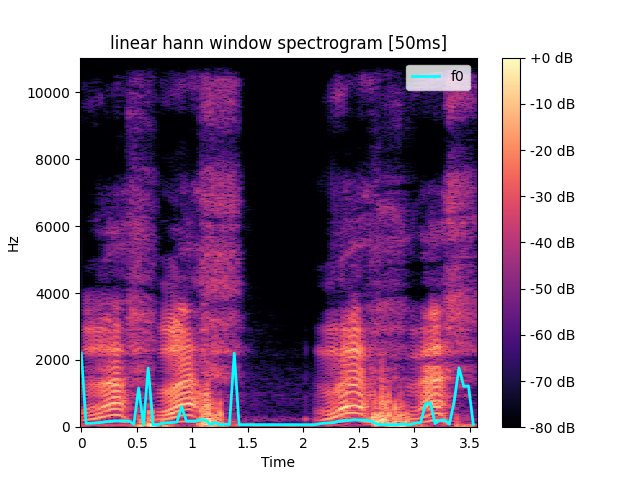 linear hann window spectrogram [50ms]
f0
Hz
10000
8000
6000
4000
2000
0
0
0.5
1
1.5
2
2.5
3
3.5
Time
+0 dB
-10 dB
-20 dB
-30 dB
-40 dB
-50 dB
-60 dB
-70 dB
-80 dB